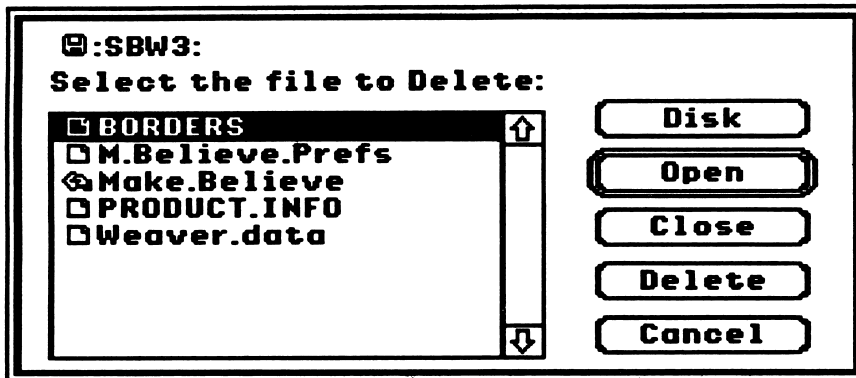 :SBW3:
Select the file to Delete:
BORDERS
M.Believe.Prefs
Make.Believe
PRODUCT.INFO
Weaver.data
Disk
Open
Close
Delete
Cancel